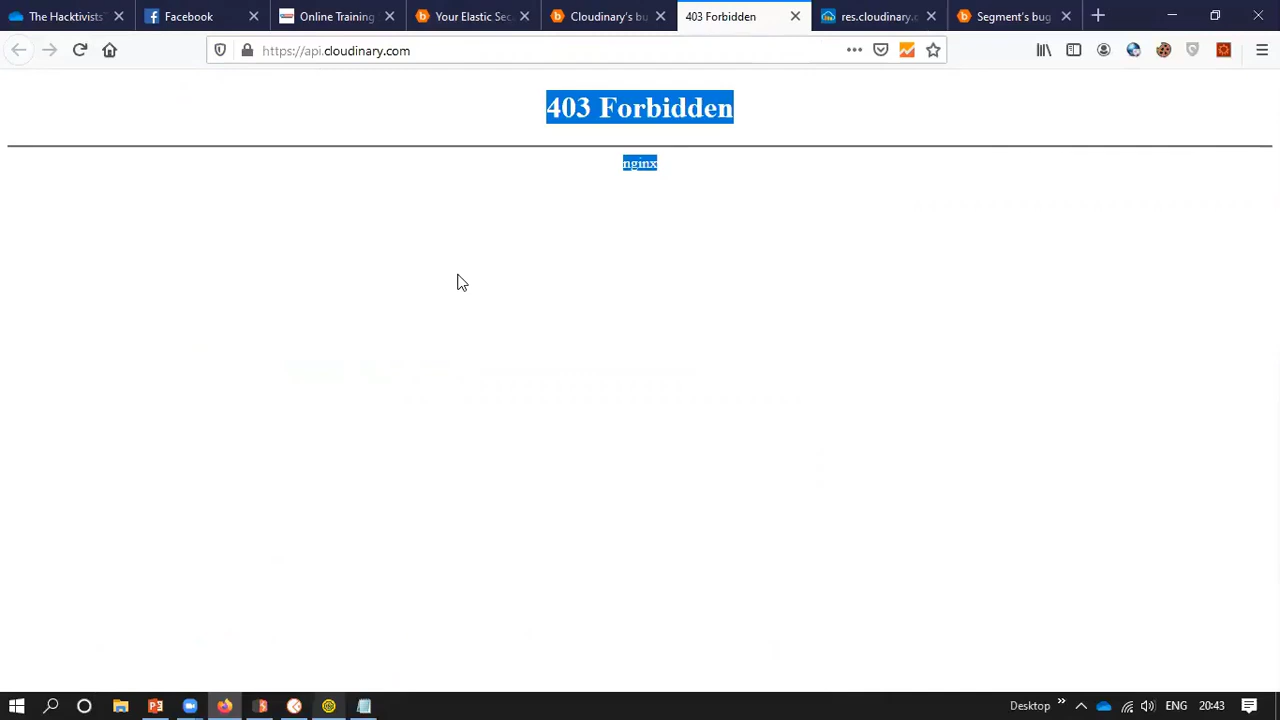 The Hacktivists
Facebook
Online Training
Your Elastic Sec
Cloudinary's bu
403 Forbidden
res.cloudinary.c
Segment's bug
https://api.cloudinary.com
403 Forbidden
nginx
Desktop
ENG
20:43